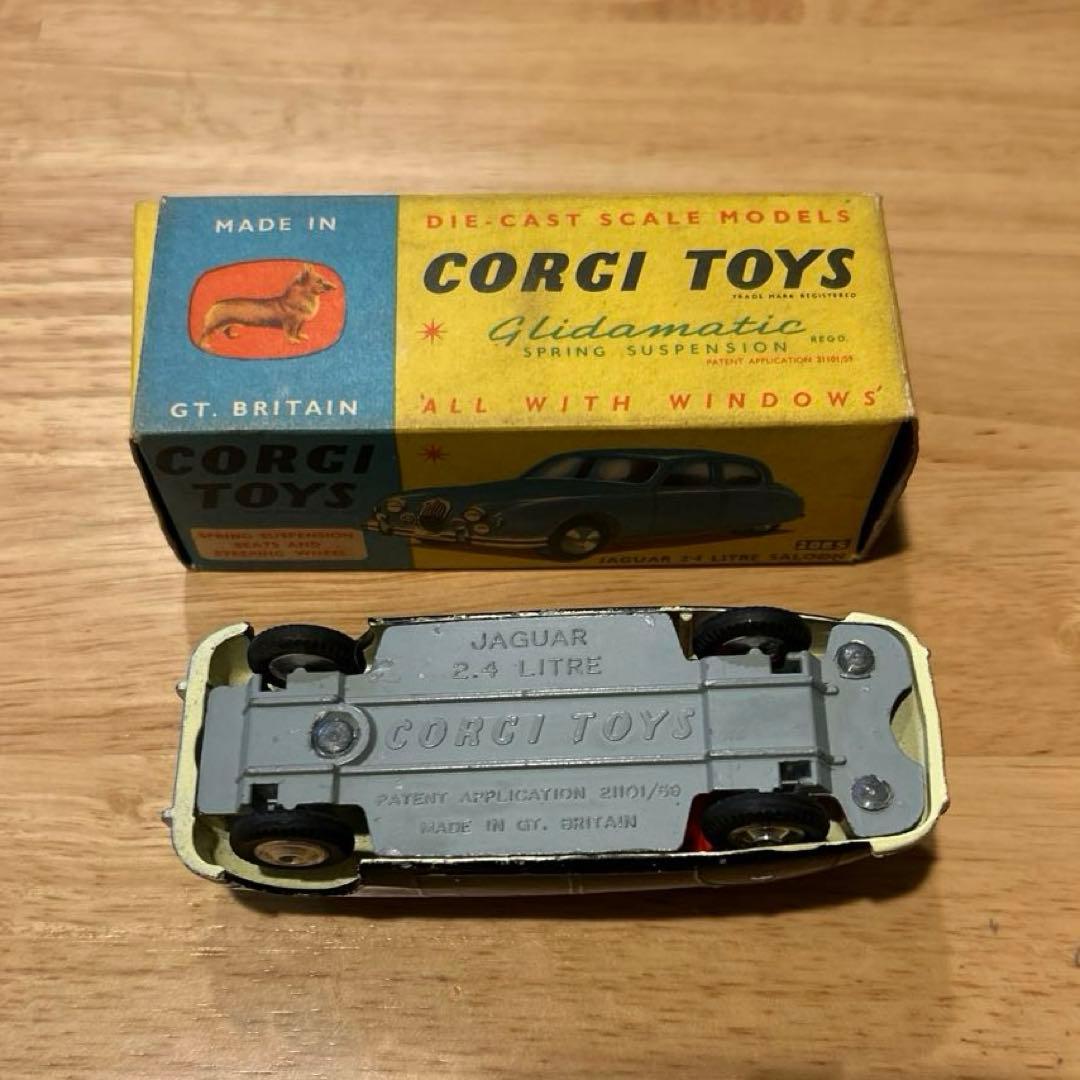 MADE IN
GT. BRITAIN
DIE-CAST SCALE MODELS
CORGI TOYS
TRADE MARK REGISTERED
Glidamatic REGD.
SPRING SUSPENSION
PATENT APPLICATION 21101/59
'ALL WITH WINDOWS'
CORGI
TOYS
SPRING SUSPENSION
SEATS AND
STEERING WHEEL
208S
JAGUAR 2·4 LITRE SALOON
JAGUAR
2.4 LITRE
CORGI TOYS
PATENT APPLICATION 21101/59
MADE IN GT. BRITAIN